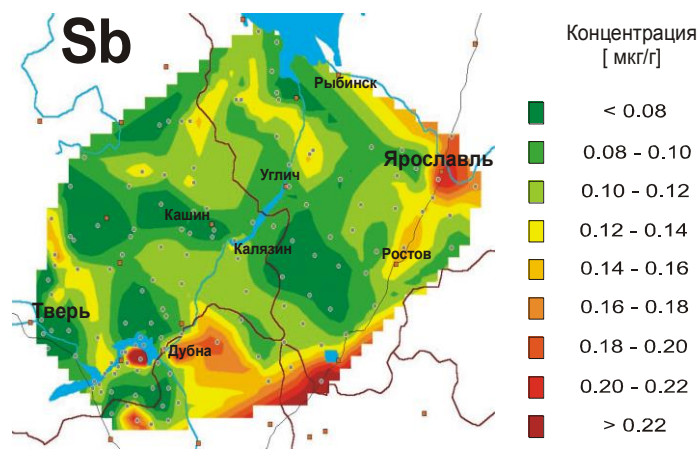 Sb
Рыбинск
Ярославль
Углич
Кашин
Калязин
Ростов
Тверь
Дубна
Концентрация
[ мкг/г]
< 0.08
0.08 - 0.10
0.10 - 0.12
0.12 - 0.14
0.14 - 0.16
0.16 - 0.18
0.18 - 0.20
0.20 - 0.22
> 0.22